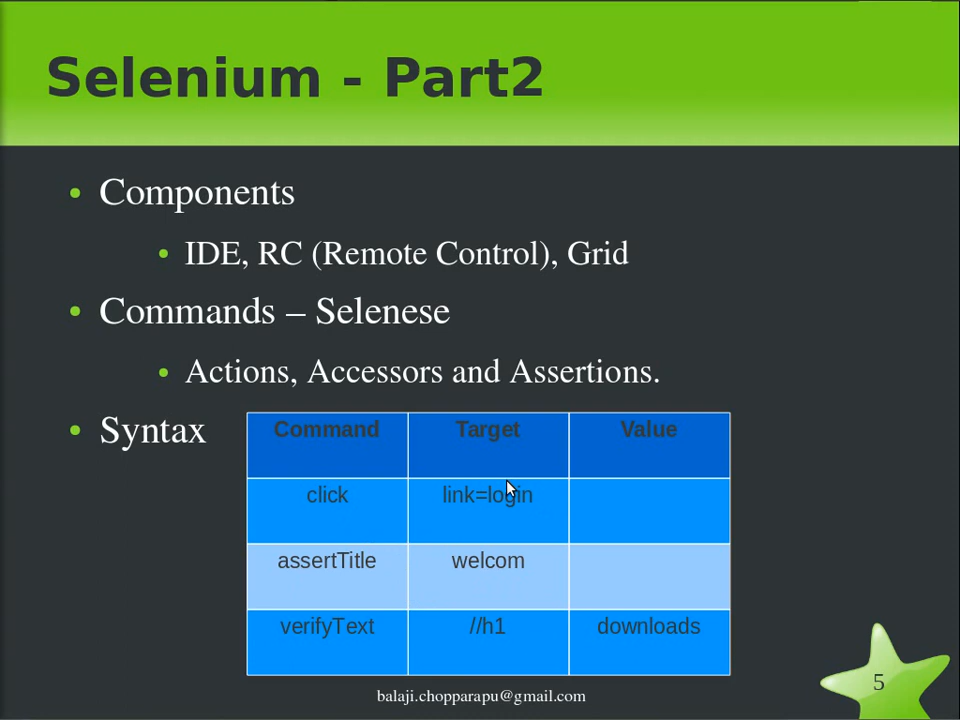 Selenium - Part2
Components
IDE, RC (Remote Control), Grid
Commands – Selenese
Actions, Accessors and Assertions.
Syntax
Command Target Value
click link=login
assertTitle welcom
verifyText //h1 downloads
balaji.chopparapu@gmail.com
5